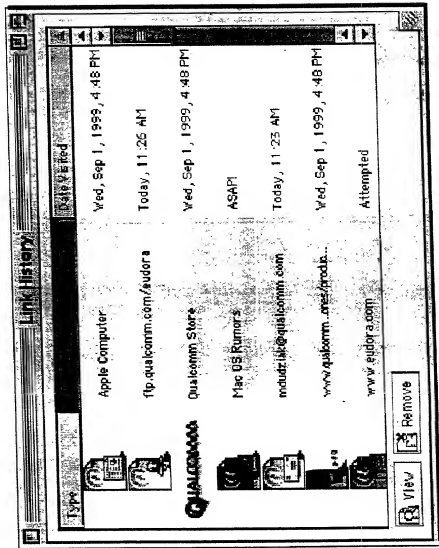 Link History
Type Date Visited
Apple Computer Wed, Sep 1, 1999, 4:48 PM
ftp.qualcomm.com/eudora Today, 11:26 AM
QUALCOMM Qualcomm Store Wed, Sep 1, 1999, 4:48 PM
Mac OS Rumors ASAP!
mdudziak@qualcomm.com Today, 11:23 AM
www.qualcomm...ones/prod/p... Wed, Sep 1, 1999, 4:48 PM
www.eudora.com Attempted
View Remove